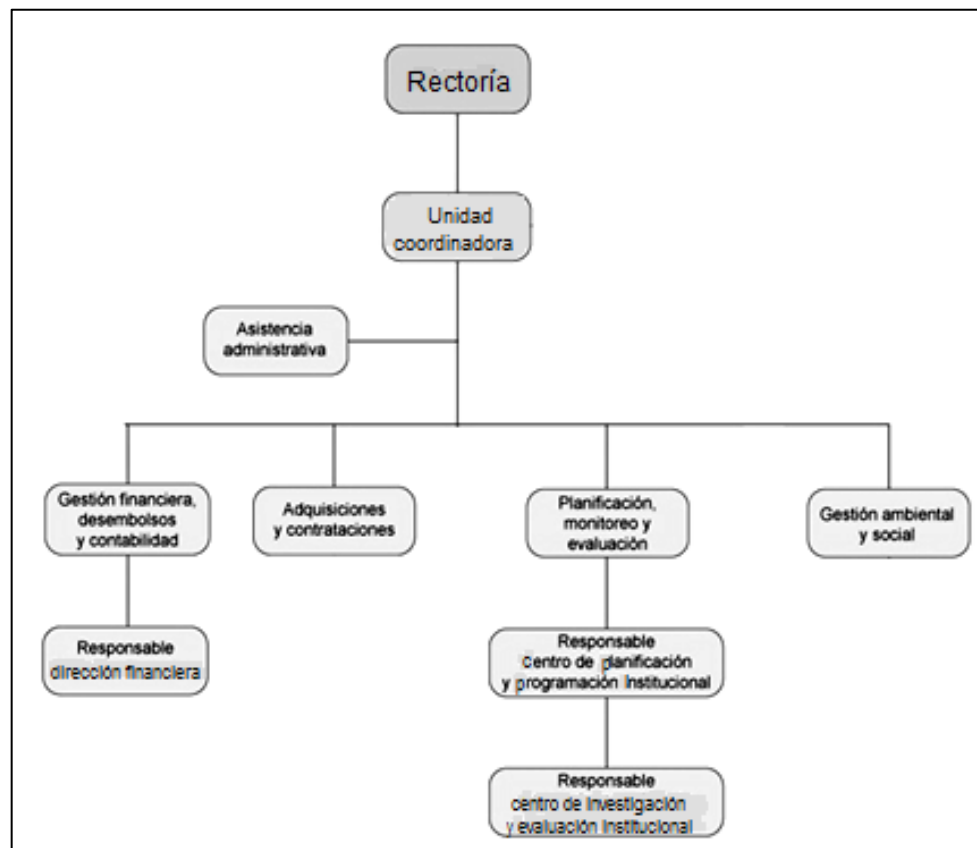 Rectoría
Unidad
coordinadora
Asistencia
administrativa
Gestión financiera,
desembolsos
y contabilidad
Adquisiciones
y contrataciones
Planificación,
monitoreo y
evaluación
Gestión ambiental
y social
Responsable
dirección financiera
Responsable
Centro de planificación
y programación Institucional
Responsable
centro de Investigación
y evaluación Institucional